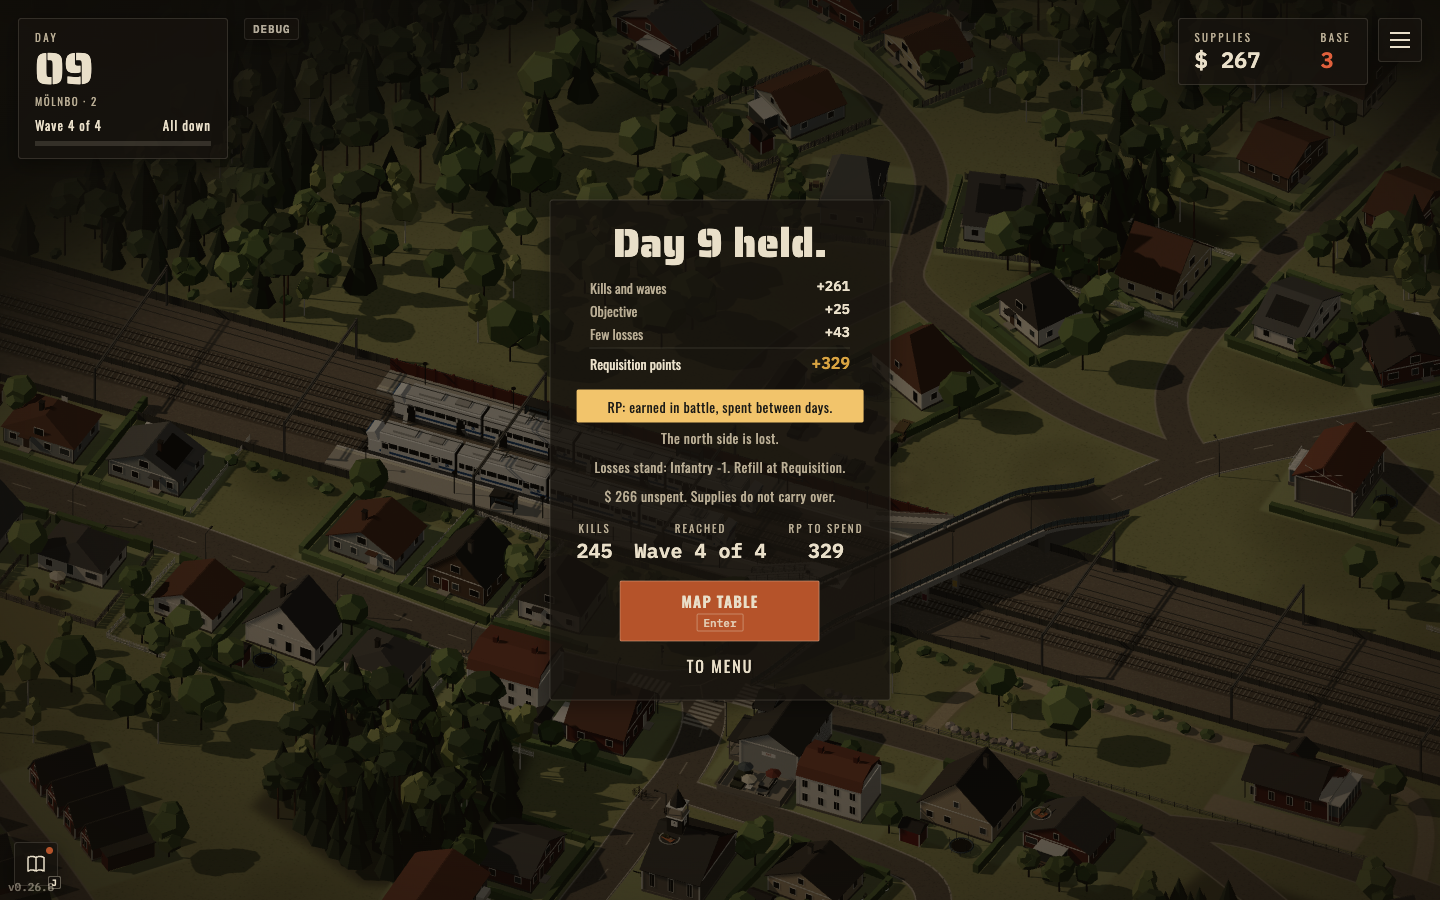 DAY
09
MÖLNBO · 2
Wave 4 of 4 All down
DEBUG
SUPPLIES BASE
$ 267 3
Day 9 held.
Kills and waves +261
Objective +25
Few losses +43
Requisition points +329
RP: earned in battle, spent between days.
The north side is lost.
Losses stand: Infantry -1. Refill at Requisition.
$ 266 unspent. Supplies do not carry over.
KILLS REACHED RP TO SPEND
245 Wave 4 of 4 329
MAP TABLE
Enter
TO MENU
J
v0.26.